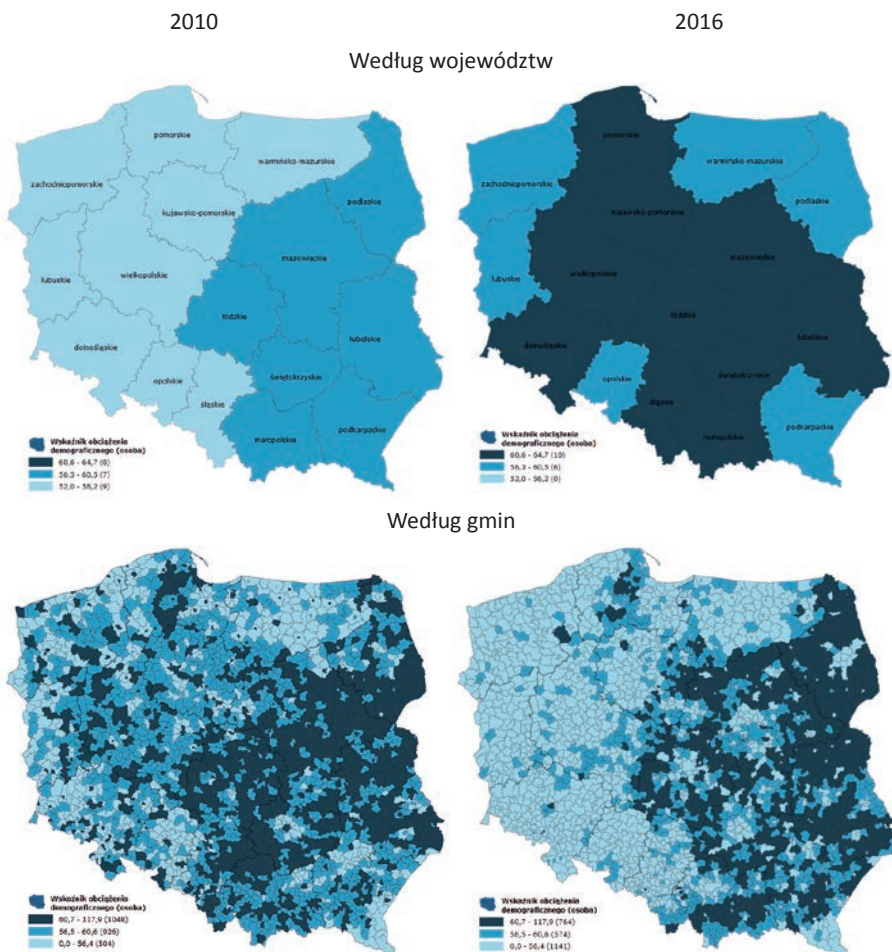 2010
2016
Według województw
pomorskie
warmińsko-mazurskie
zachodniopomorskie
podlaskie
kujawsko-pomorskie
mazowieckie
wielkopolskie
lubuskie
łódzkie
lubelskie
dolnośląskie
opolskie
śląskie
świętokrzyskie
podkarpackie
małopolskie
Wskaźnik obciążenia
demograficznego (osoba)
60,6 - 64,7 (0)
56,3 - 60,5 (7)
52,0 - 56,2 (9)
pomorskie
warmińsko-mazurskie
zachodniopomorskie
podlaskie
kujawsko-pomorskie
mazowieckie
wielkopolskie
lubuskie
łódzkie
lubelskie
dolnośląskie
opolskie
śląskie
świętokrzyskie
podkarpackie
małopolskie
Wskaźnik obciążenia
demograficznego (osoba)
60,6 - 64,7 (10)
56,3 - 60,5 (6)
52,0 - 56,2 (0)
Według gmin
Wskaźnik obciążenia
demograficznego (osoba)
60,7 - 117,9 (1048)
56,5 - 60,6 (926)
0,0 - 56,4 (504)
Wskaźnik obciążenia
demograficznego (osoba)
60,7 - 117,9 (764)
56,5 - 60,6 (574)
0,0 - 56,4 (1141)